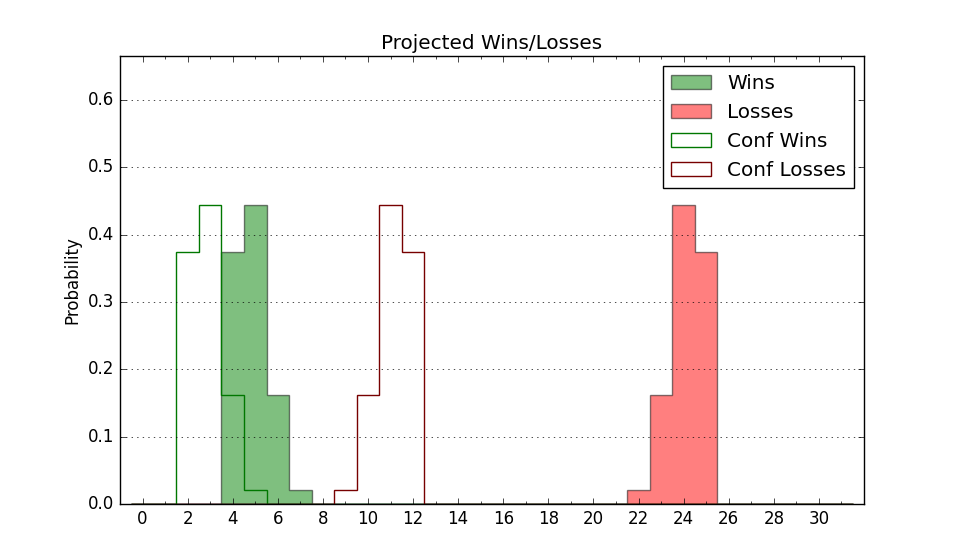 Projected Wins/Losses
Wins
Losses
Conf Wins
Conf Losses
Probability
0.6
0.5
0.4
0.3
0.2
0.1
0.0
0 2 4 6 8 10 12 14 16 18 20 22 24 26 28 30